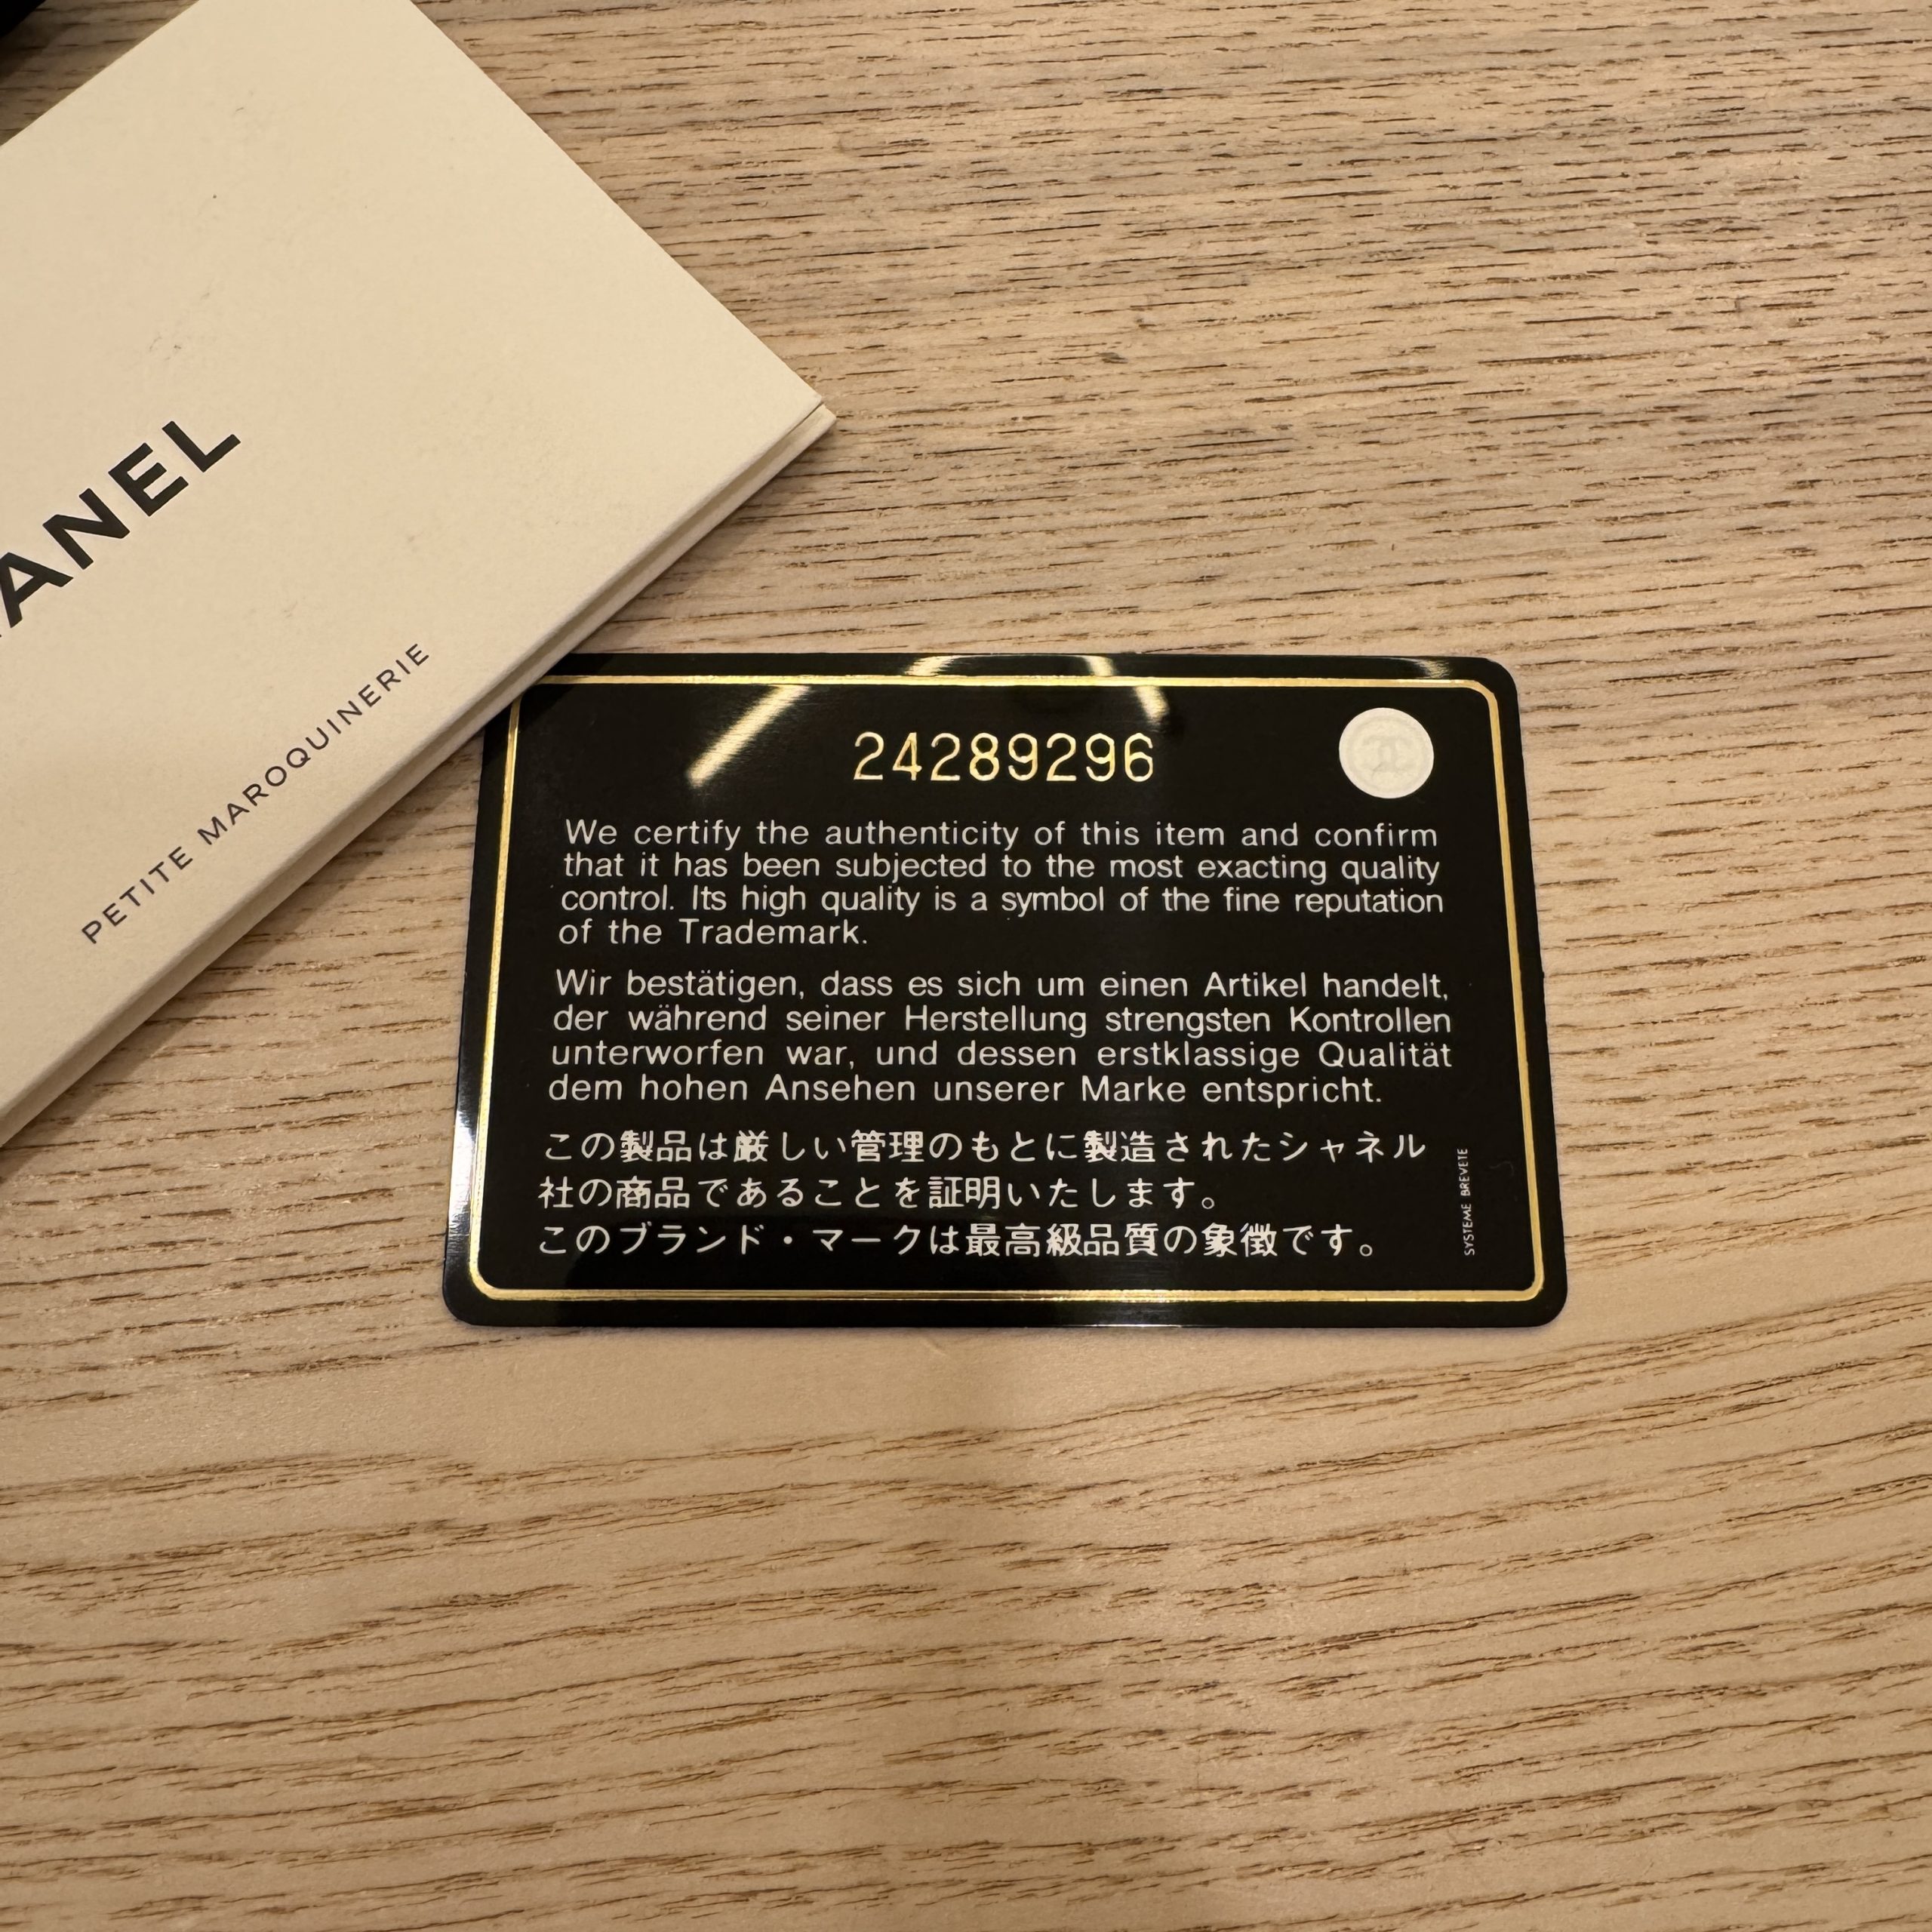 ANEL
PETITE MAROQUINERIE
24289296
We certify the authenticity of this item and confirm
that it has been subjected to the most exacting quality
control. Its high quality is a symbol of the fine reputation
of the Trademark.
Wir bestätigen, dass es sich um einen Artikel handelt,
der während seiner Herstellung strengsten Kontrollen
unterworfen war, und dessen erstklassige Qualität
dem hohen Ansehen unserer Marke entspricht.
この製品は厳しい管理のもとに製造されたシャネル
社の商品であることを証明いたします。
このブランド・マークは最高級品質の象徴です。
SYSTEME BREVETE